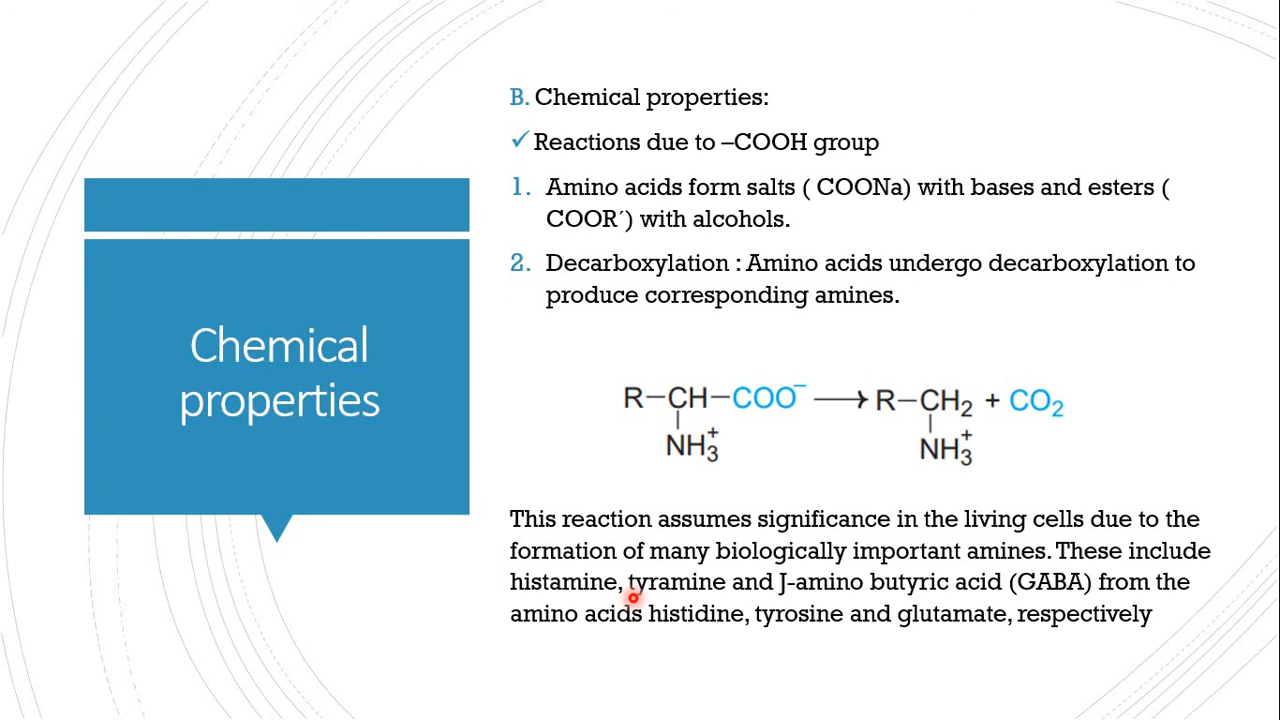 Chemical
properties
B. Chemical properties:
✓ Reactions due to –COOH group
1. Amino acids form salts ( COONa) with bases and esters (
COOR′) with alcohols.
2. Decarboxylation : Amino acids undergo decarboxylation to
produce corresponding amines.
R–CH–COO⁻ ⟶ R–CH₂ + CO₂
NH₃⁺ NH₃⁺
This reaction assumes significance in the living cells due to the
formation of many biologically important amines. These include
histamine, tyramine and J-amino butyric acid (GABA) from the
amino acids histidine, tyrosine and glutamate, respectively